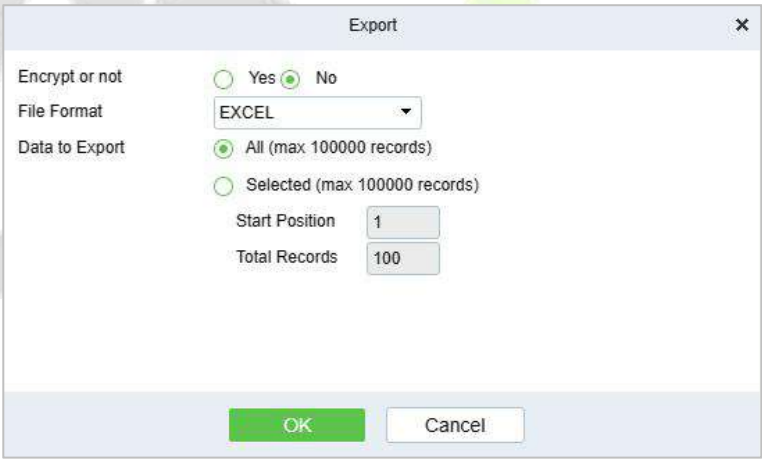 Export
Encrypt or not Yes No
File Format EXCEL
Data to Export All (max 100000 records)
Selected (max 100000 records)
Start Position 1
Total Records 100
OK Cancel